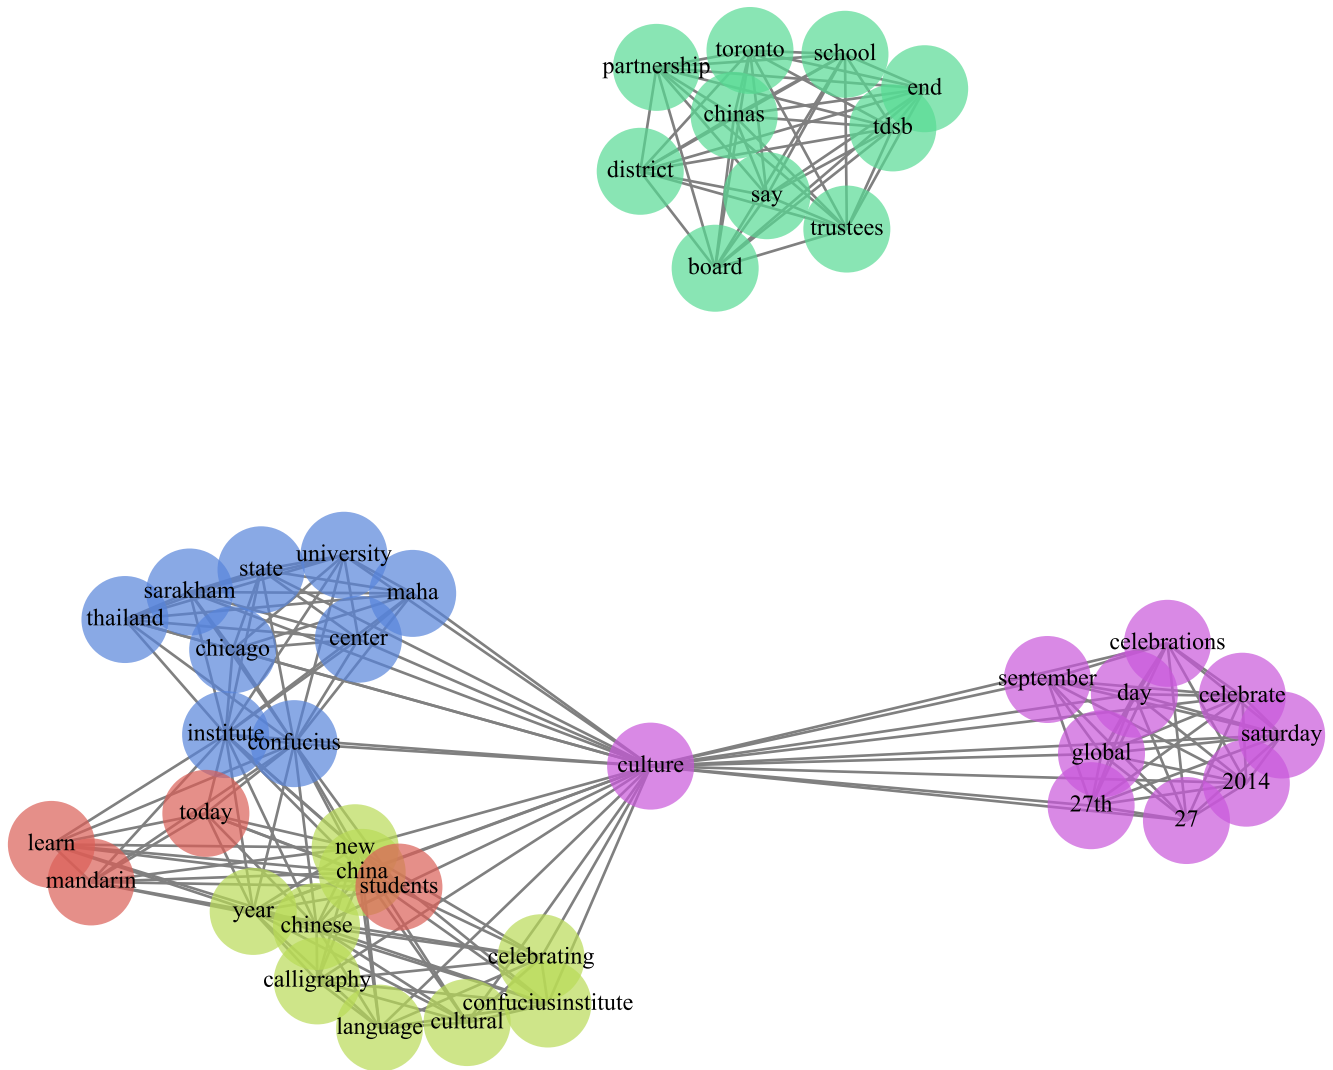 toronto
school
partnership
end
chinas
tdsb
district
say
trustees
board
university
state
sarakham
maha
thailand
chicago
center
institute
confucius
celebrations
september
day
celebrate
saturday
global
culture
2014
27th
27
today
learn
new
china
mandarin
students
year
chinese
celebrating
calligraphy
confuciusinstitute
language
cultural